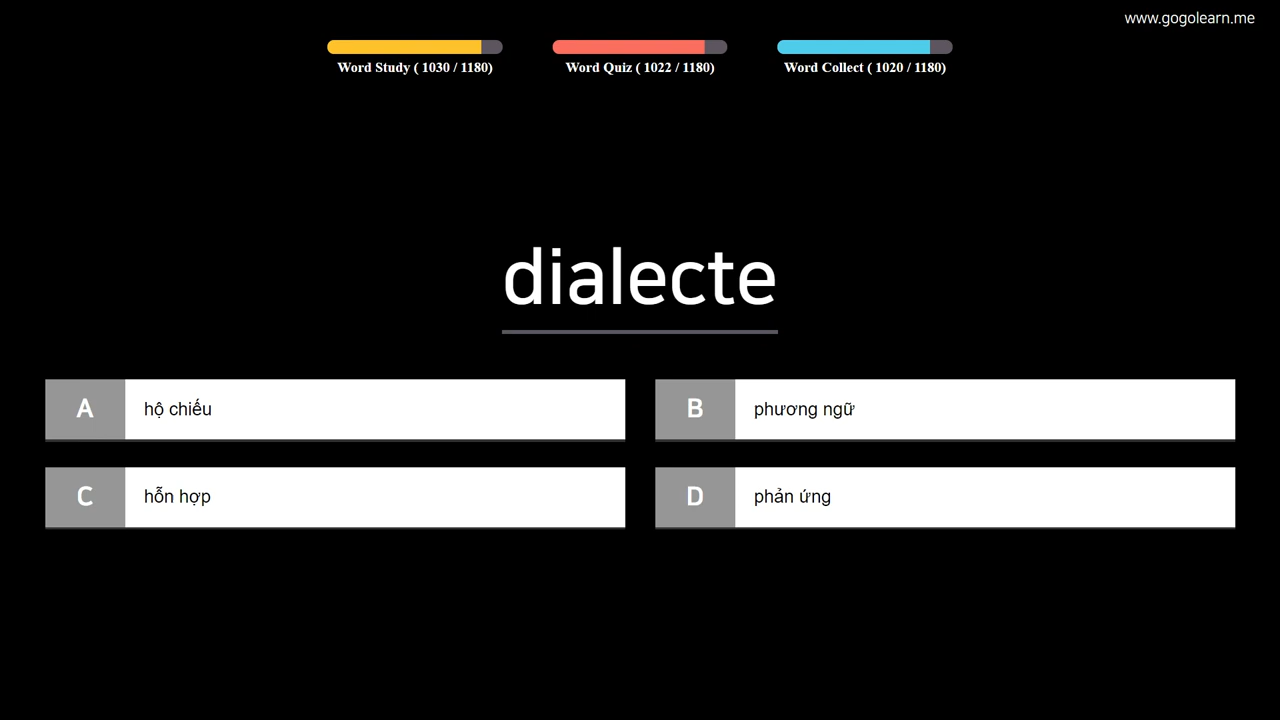 www.gogolearn.me
Word Study ( 1030 / 1180)
Word Quiz ( 1022 / 1180)
Word Collect ( 1020 / 1180)
dialecte
A hộ chiếu
B phương ngữ
C hỗn hợp
D phản ứng